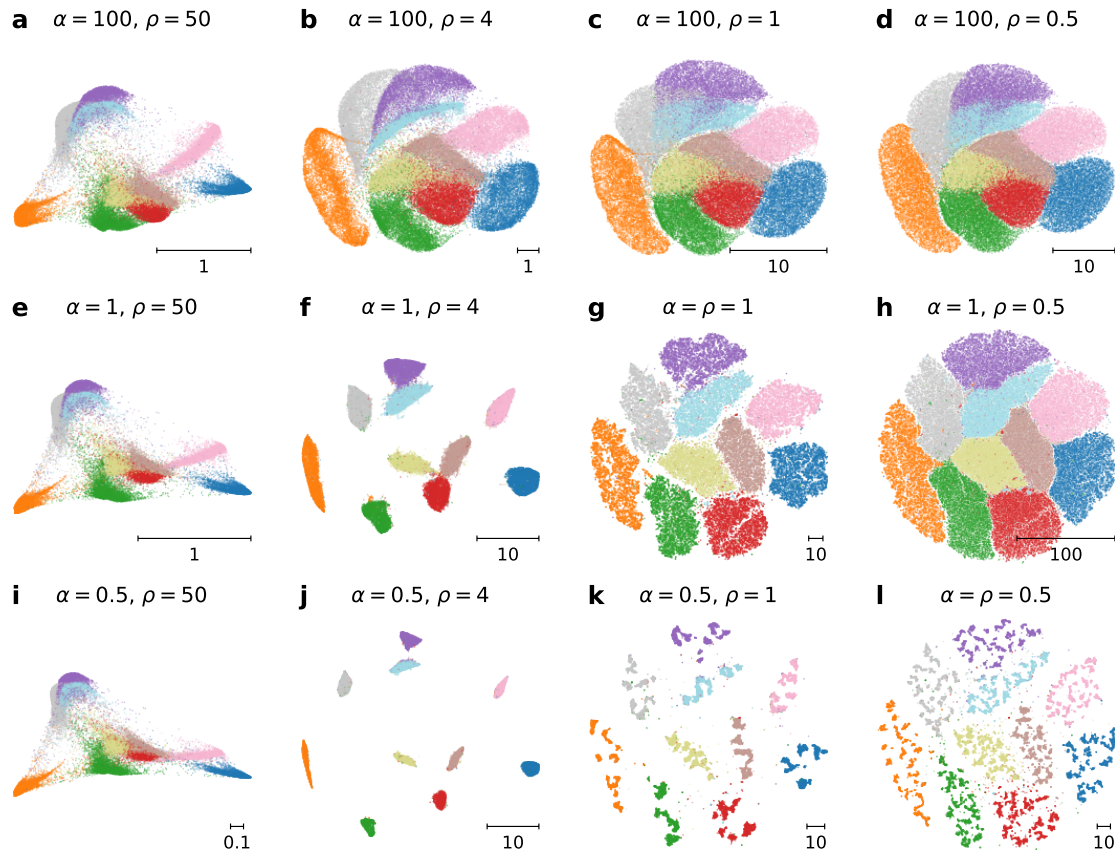 a α = 100, ρ = 50
b α = 100, ρ = 4
c α = 100, ρ = 1
d α = 100, ρ = 0.5
1
1
10
10
e α = 1, ρ = 50
f α = 1, ρ = 4
g α = ρ = 1
h α = 1, ρ = 0.5
1
10
10
100
i α = 0.5, ρ = 50
j α = 0.5, ρ = 4
k α = 0.5, ρ = 1
l α = ρ = 0.5
0.1
10
10
10